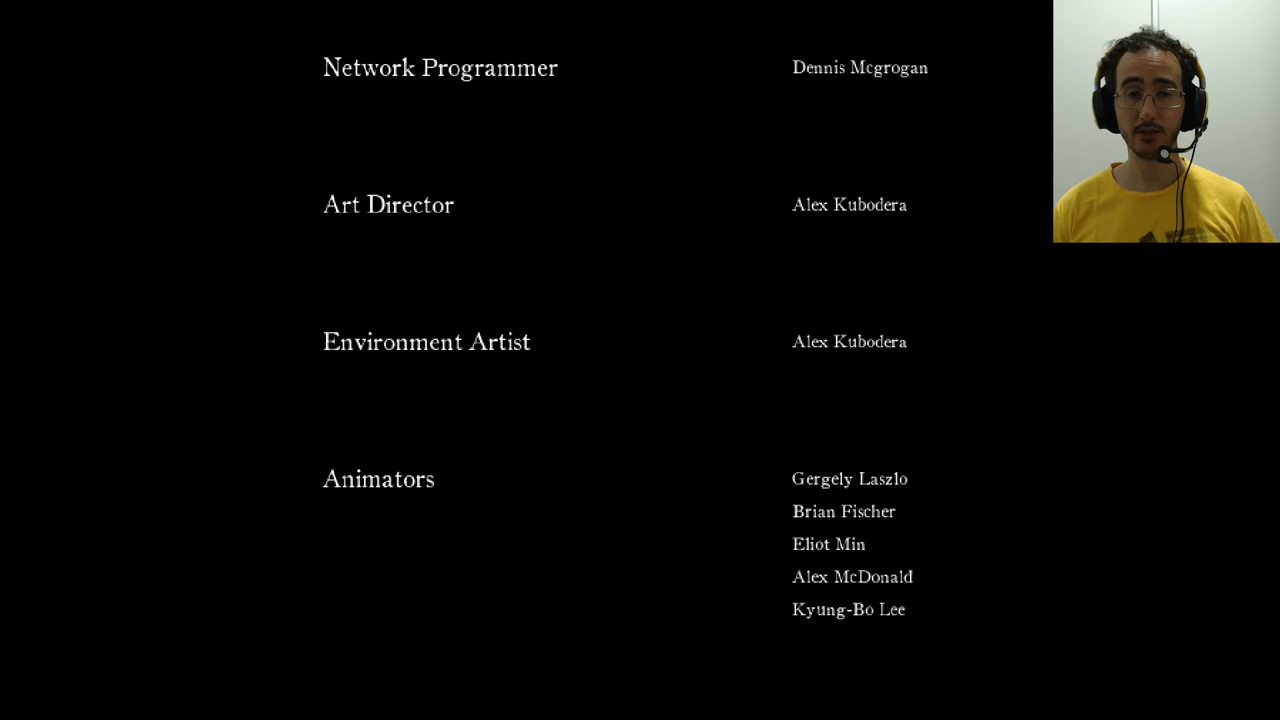 Network Programmer Dennis Mcgrogan
Art Director Alex Kubodera
Environment Artist Alex Kubodera
Animators Gergely Laszlo
Brian Fischer
Eliot Min
Alex McDonald
Kyung-Bo Lee